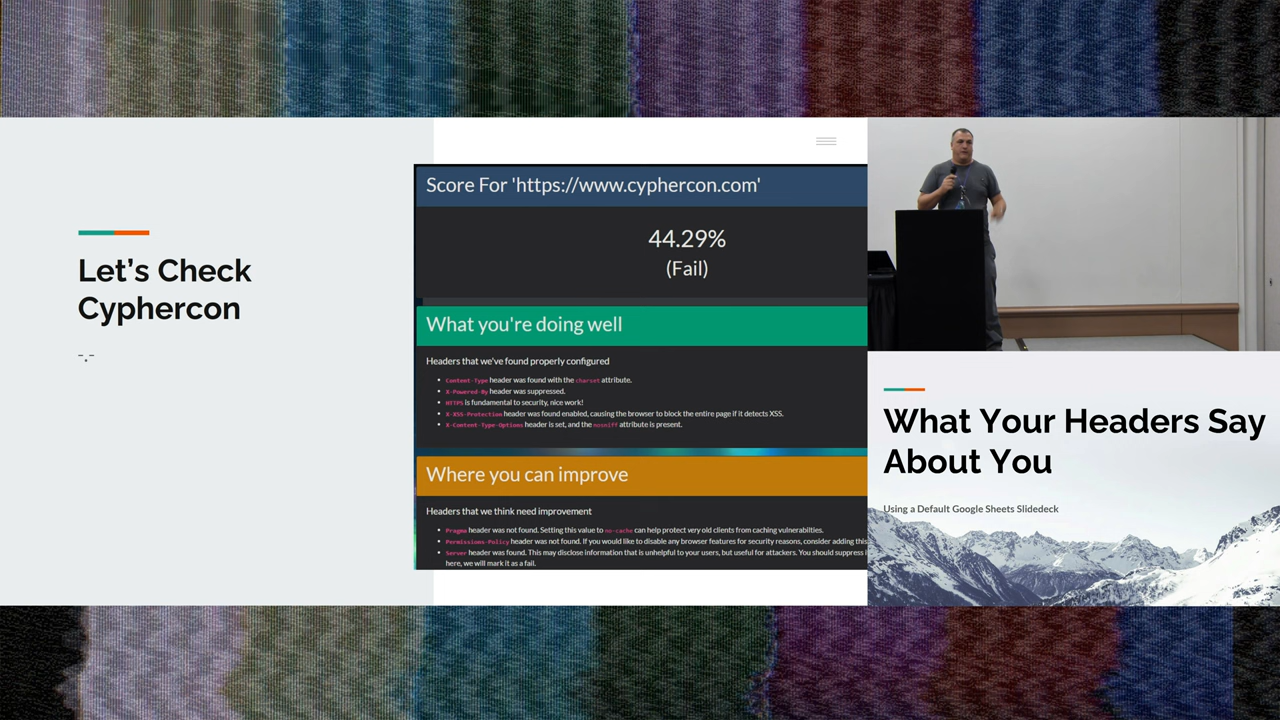 Let's Check
Cyphercon
-.-
Score For 'https://www.cyphercon.com'
44.29%
(Fail)
What you're doing well
Headers that we've found properly configured
Content-Type header was found with the charset attribute.
X-Powered-By header was suppressed.
HTTPS is fundamental to security, nice work!
X-XSS-Protection header was found enabled, causing the browser to block the entire page if it detects XSS.
X-Content-Type-Options header is set, and the nosniff attribute is present.
Where you can improve
Headers that we think need improvement
Pragma header was not found. Setting this value to no-cache can help protect very old clients from caching vulnerabilties.
Permissions-Policy header was not found. If you would like to disable any browser features for security reasons, consider adding this
Server header was found. This may disclose information that is unhelpful to your users, but useful for attackers. You should suppress i
here, we will mark it as a fail.
What Your Headers Say
About You
Using a Default Google Sheets Slidedeck